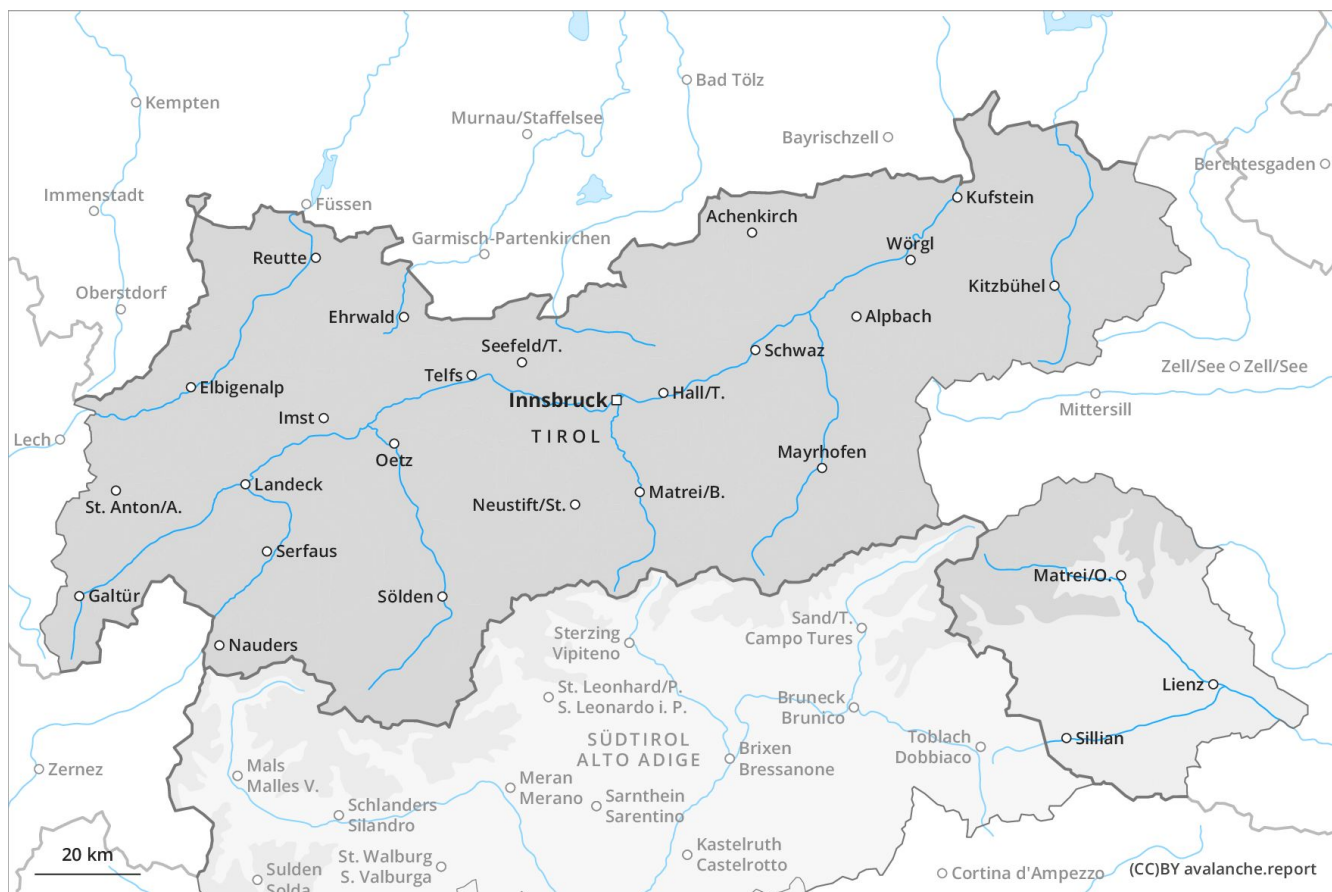 Bad Tölz
Kempten
Murnau/Staffelsee
Bayrischzell
Berchtesgaden
Immenstadt
Füssen
Kufstein
Achenkirch
Garmisch-Partenkirchen
Wörgl
Reutte
Kitzbühel
Oberstdorf
Ehrwald
Alpbach
Seefeld/T.
Schwaz
Zell/See
Zell/See
Telfs
Elbigenalp
Hall/T.
Innsbruck
Mittersill
Imst
TIROL
Lech
Mayrhofen
Oetz
Landeck
Matrei/B.
St. Anton/A.
Neustift/St.
Serfaus
Matrei/O.
Galtür
Sölden
Sand/T.
Campo Tures
Sterzing
Vipiteno
Nauders
Lienz
St. Leonhard/P.
S. Leonardo i. P.
Bruneck
Brunico
Sillian
SÜDTIROL
ALTO ADIGE
Toblach
Dobbiaco
Brixen
Bressanone
Zernez
Mals
Malles V.
Meran
Merano
Sarnthein
Sarentino
Schlanders
Silandro
Kastelruth
Castelrotto
20 km
St. Walburg
S. Valburga
Sulden
Solda
Cortina d'Ampezzo
(CC)BY avalanche.report